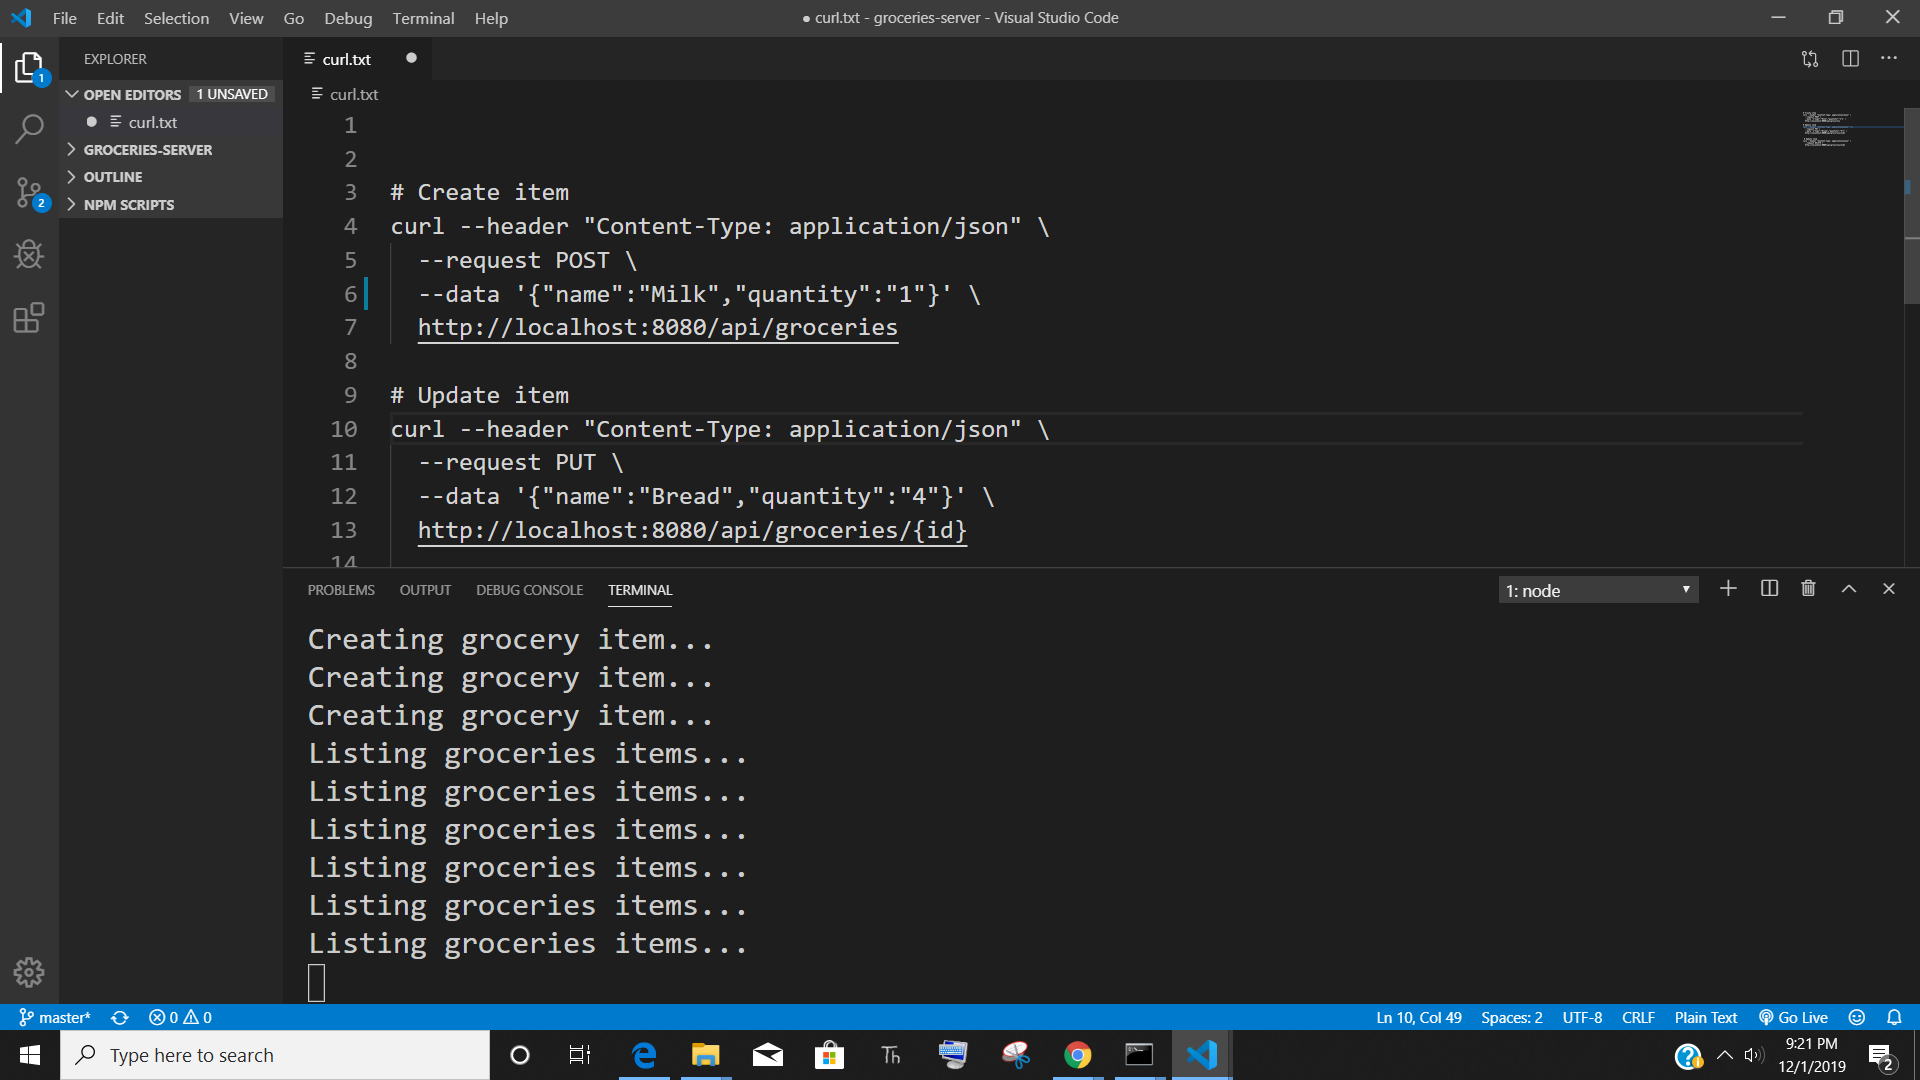 File Edit Selection View Go Debug Terminal Help
● curl.txt - groceries-server - Visual Studio Code
EXPLORER
OPEN EDITORS 1 UNSAVED
curl.txt
GROCERIES-SERVER
OUTLINE
NPM SCRIPTS
1
2
curl.txt
curl.txt
1
2
3 # Create item
4 curl --header "Content-Type: application/json" \
5 --request POST \
6 --data '{"name":"Milk","quantity":"1"}' \
7 http://localhost:8080/api/groceries
8
9 # Update item
10 curl --header "Content-Type: application/json" \
11 --request PUT \
12 --data '{"name":"Bread","quantity":"4"}' \
13 http://localhost:8080/api/groceries/{id}
14
PROBLEMS OUTPUT DEBUG CONSOLE TERMINAL 1: node
Creating grocery item...
Creating grocery item...
Creating grocery item...
Listing groceries items...
Listing groceries items...
Listing groceries items...
Listing groceries items...
Listing groceries items...
Listing groceries items...
master* 0 0 Ln 10, Col 49 Spaces: 2 UTF-8 CRLF Plain Text Go Live
Type here to search
Th
9:21 PM
12/1/2019
2